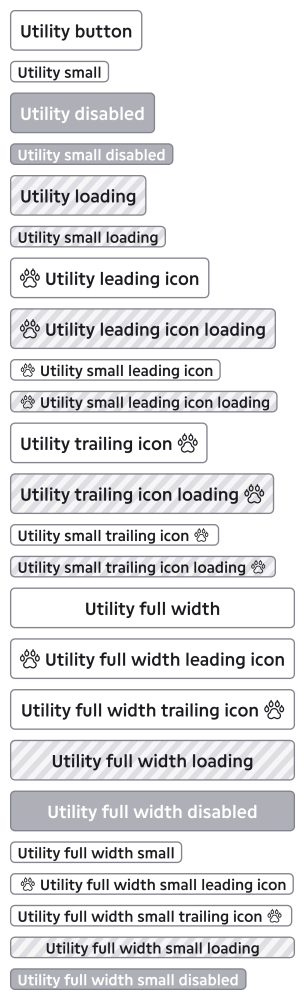 Utility button
Utility small
Utility disabled
Utility small disabled
Utility loading
Utility small loading
Utility leading icon
Utility leading icon loading
Utility small leading icon
Utility small leading icon loading
Utility trailing icon
Utility trailing icon loading
Utility small trailing icon
Utility small trailing icon loading
Utility full width
Utility full width leading icon
Utility full width trailing icon
Utility full width loading
Utility full width disabled
Utility full width small
Utility full width small leading icon
Utility full width small trailing icon
Utility full width small loading
Utility full width small disabled